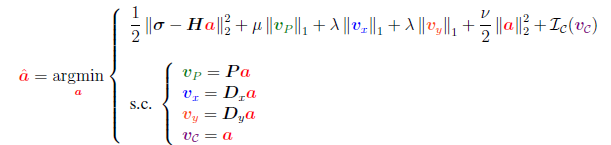 ½ ‖σ − Ha‖₂² + μ ‖v_P‖₁ + λ ‖v_x‖₁ + λ ‖v_y‖₁ + ν/2 ‖a‖₂² + 𝓘_𝒞(v_𝒞)
â = argmin_a
s.c.
v_P = Pa
v_x = D_x a
v_y = D_y a
v_𝒞 = a